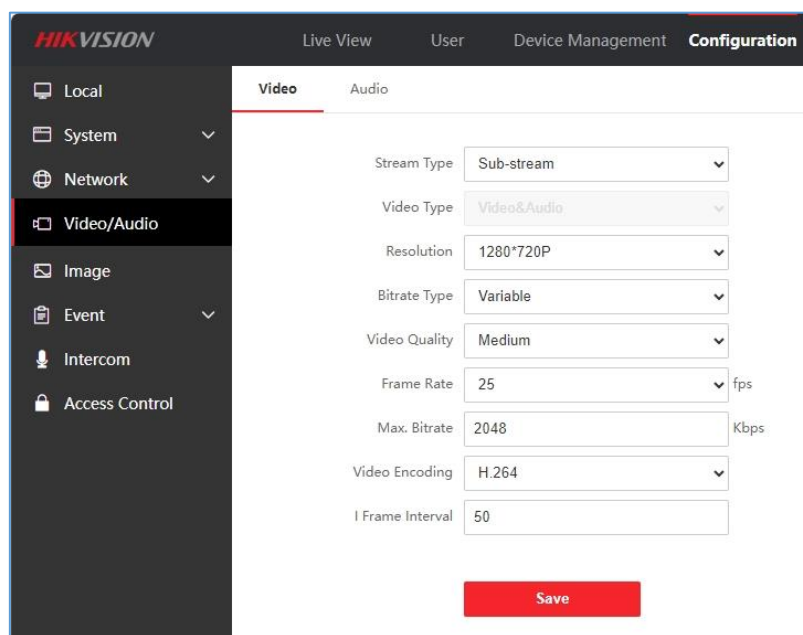 HIKVISION Live View User Device Management Configuration
Local
System
Network
Video/Audio
Image
Event
Intercom
Access Control
Video Audio
Stream Type Sub-stream
Video Type Video&Audio
Resolution 1280*720P
Bitrate Type Variable
Video Quality Medium
Frame Rate 25 fps
Max. Bitrate 2048 Kbps
Video Encoding H.264
I Frame Interval 50
Save